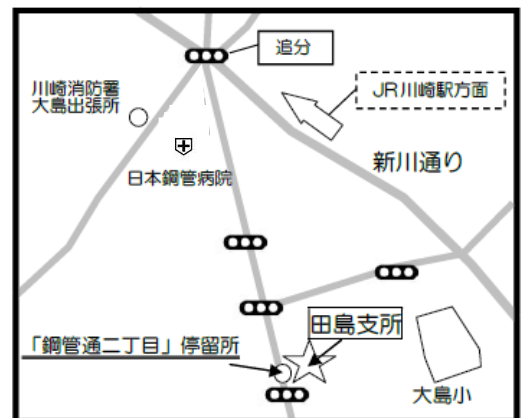 追分
川崎消防署
大島出張所
JR川崎駅方面
新川通り
日本鋼管病院
田島支所
「鋼管通二丁目」停留所
大島小